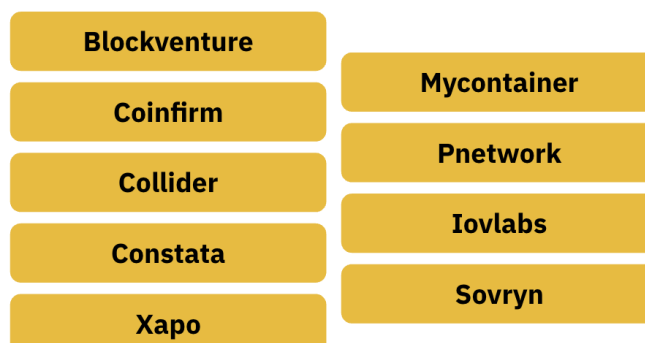 Blockventure
Coinfirm
Collider
Constata
Xapo
Mycontainer
Pnetwork
Iovlabs
Sovryn